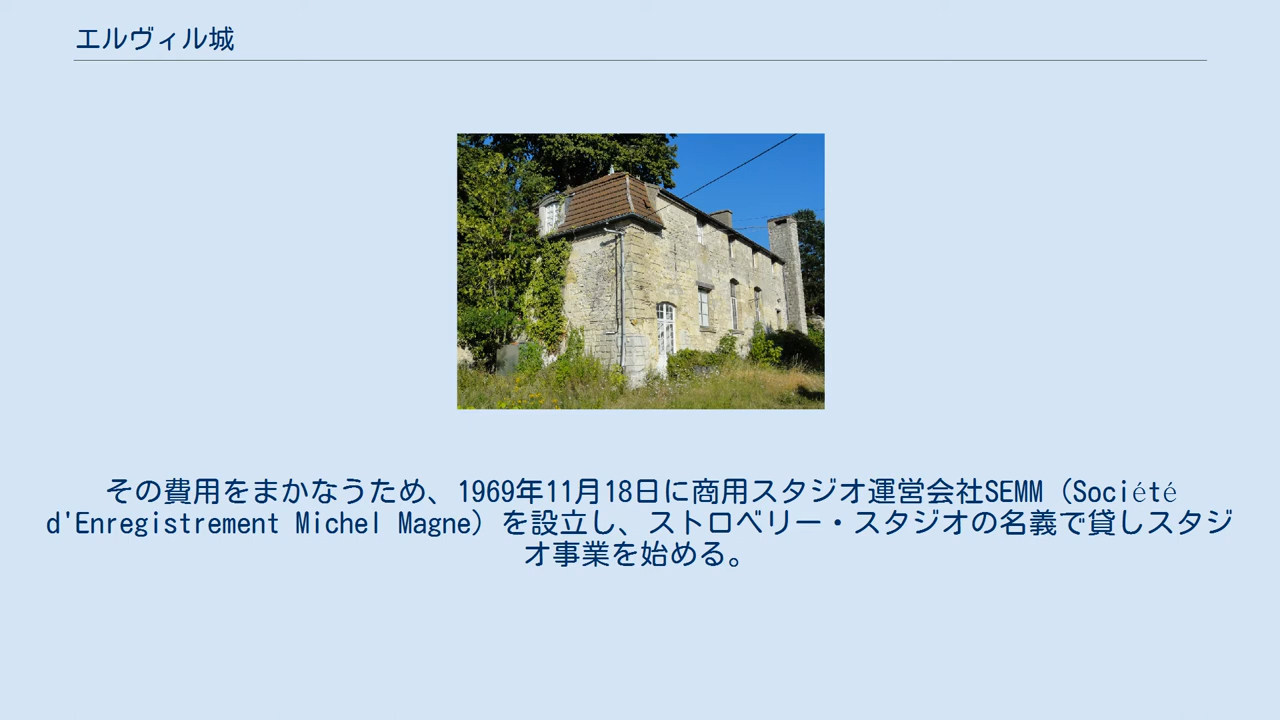 エルヴィル城
その費用をまかなうため、1969年11月18日に商用スタジオ運営会社SEMM（Société
d'Enregistrement Michel Magne）を設立し、ストロベリー・スタジオの名義で貸しスタジ
オ事業を始める。